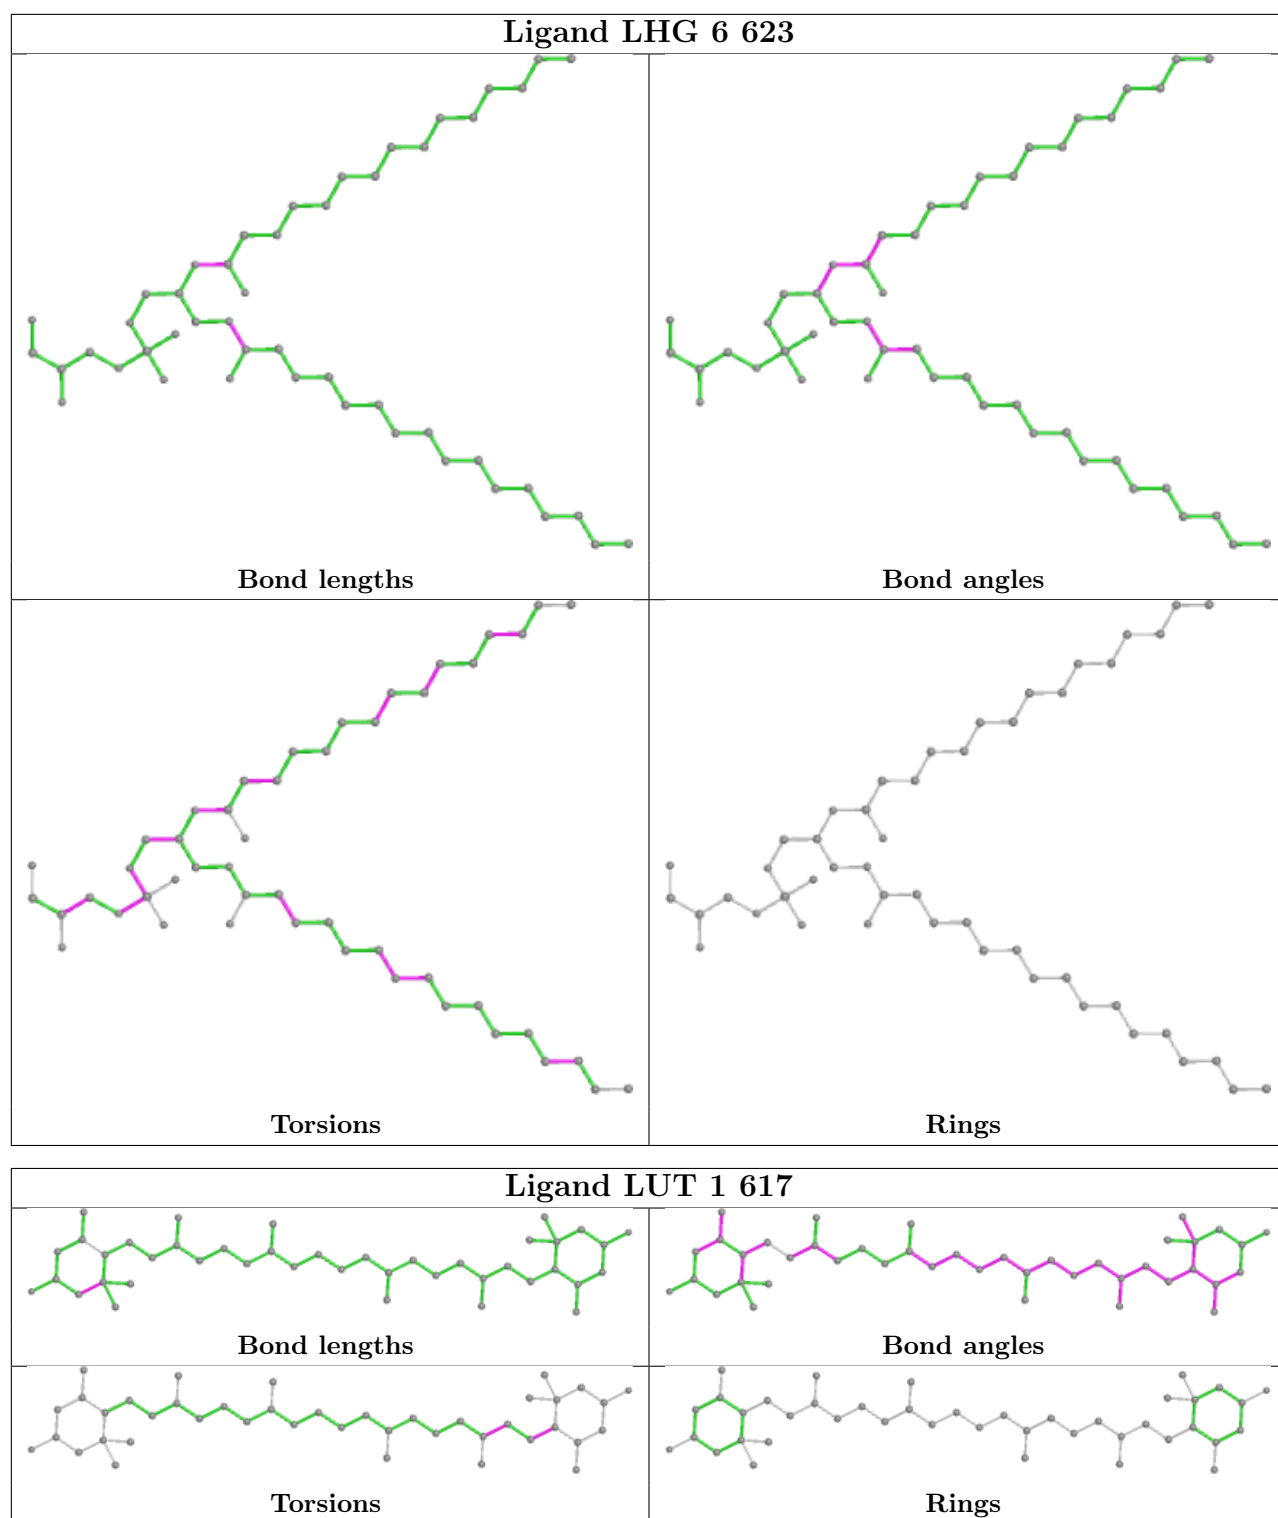 Ligand LHG 6 623
Bond lengths
Bond angles
Torsions
Rings
Ligand LUT 1 617
Bond lengths
Bond angles
Torsions
Rings